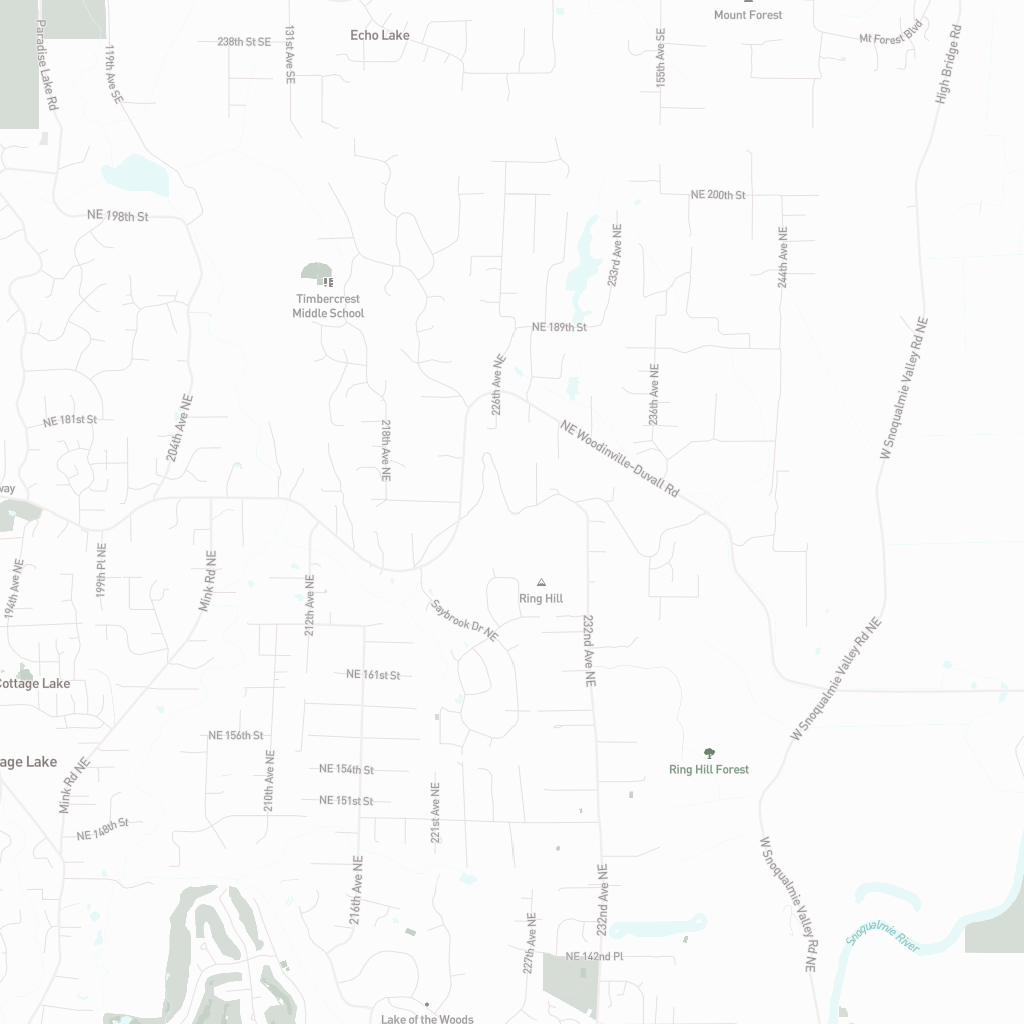 Mount Forest
Paradise Lake Rd
119th Ave SE
238th St SE
131st Ave SE
Echo Lake
155th Ave SE
Mt Forest Blvd
High Bridge Rd
NE 198th St
NE 200th St
233rd Ave NE
244th Ave NE
Timbercrest
Middle School
NE 189th St
226th Ave NE
236th Ave NE
W Snoqualmie Valley Rd NE
NE 181st St
204th Ave NE
218th Ave NE
NE Woodinville-Duvall Rd
way
194th Ave NE
199th Pl NE
Mink Rd NE
212th Ave NE
Saybrook Dr NE
Ring Hill
232nd Ave NE
W Snoqualmie Valley Rd NE
Cottage Lake
NE 161st St
NE 156th St
age Lake
Mink Rd NE
210th Ave NE
NE 154th St
NE 151st St
221st Ave NE
Ring Hill Forest
NE 148th St
216th Ave NE
232nd Ave NE
W Snoqualmie Valley Rd NE
227th Ave NE
NE 142nd Pl
Snoqualmie River
Lake of the Woods